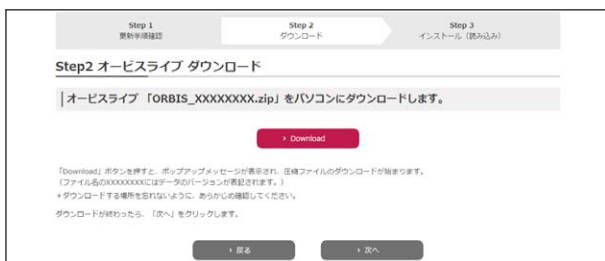 Step 1
更新手順確認
Step 2
ダウンロード
Step 3
インストール（読み込み）
Step2 オービスライブ ダウンロード
オービスライブ 「ORBIS_XXXXXXXX.zip」をパソコンにダウンロードします。
› Download
「Download」ボタンを押すと、ポップアップメッセージが表示され、圧縮ファイルのダウンロードが始まります。
（ファイル名のXXXXXXXXにはデータのバージョンが表記されます。）
＊ダウンロードする場所を忘れないように、あらかじめ確認してください。
ダウンロードが終わったら、「次へ」をクリックします。
› 戻る
› 次へ